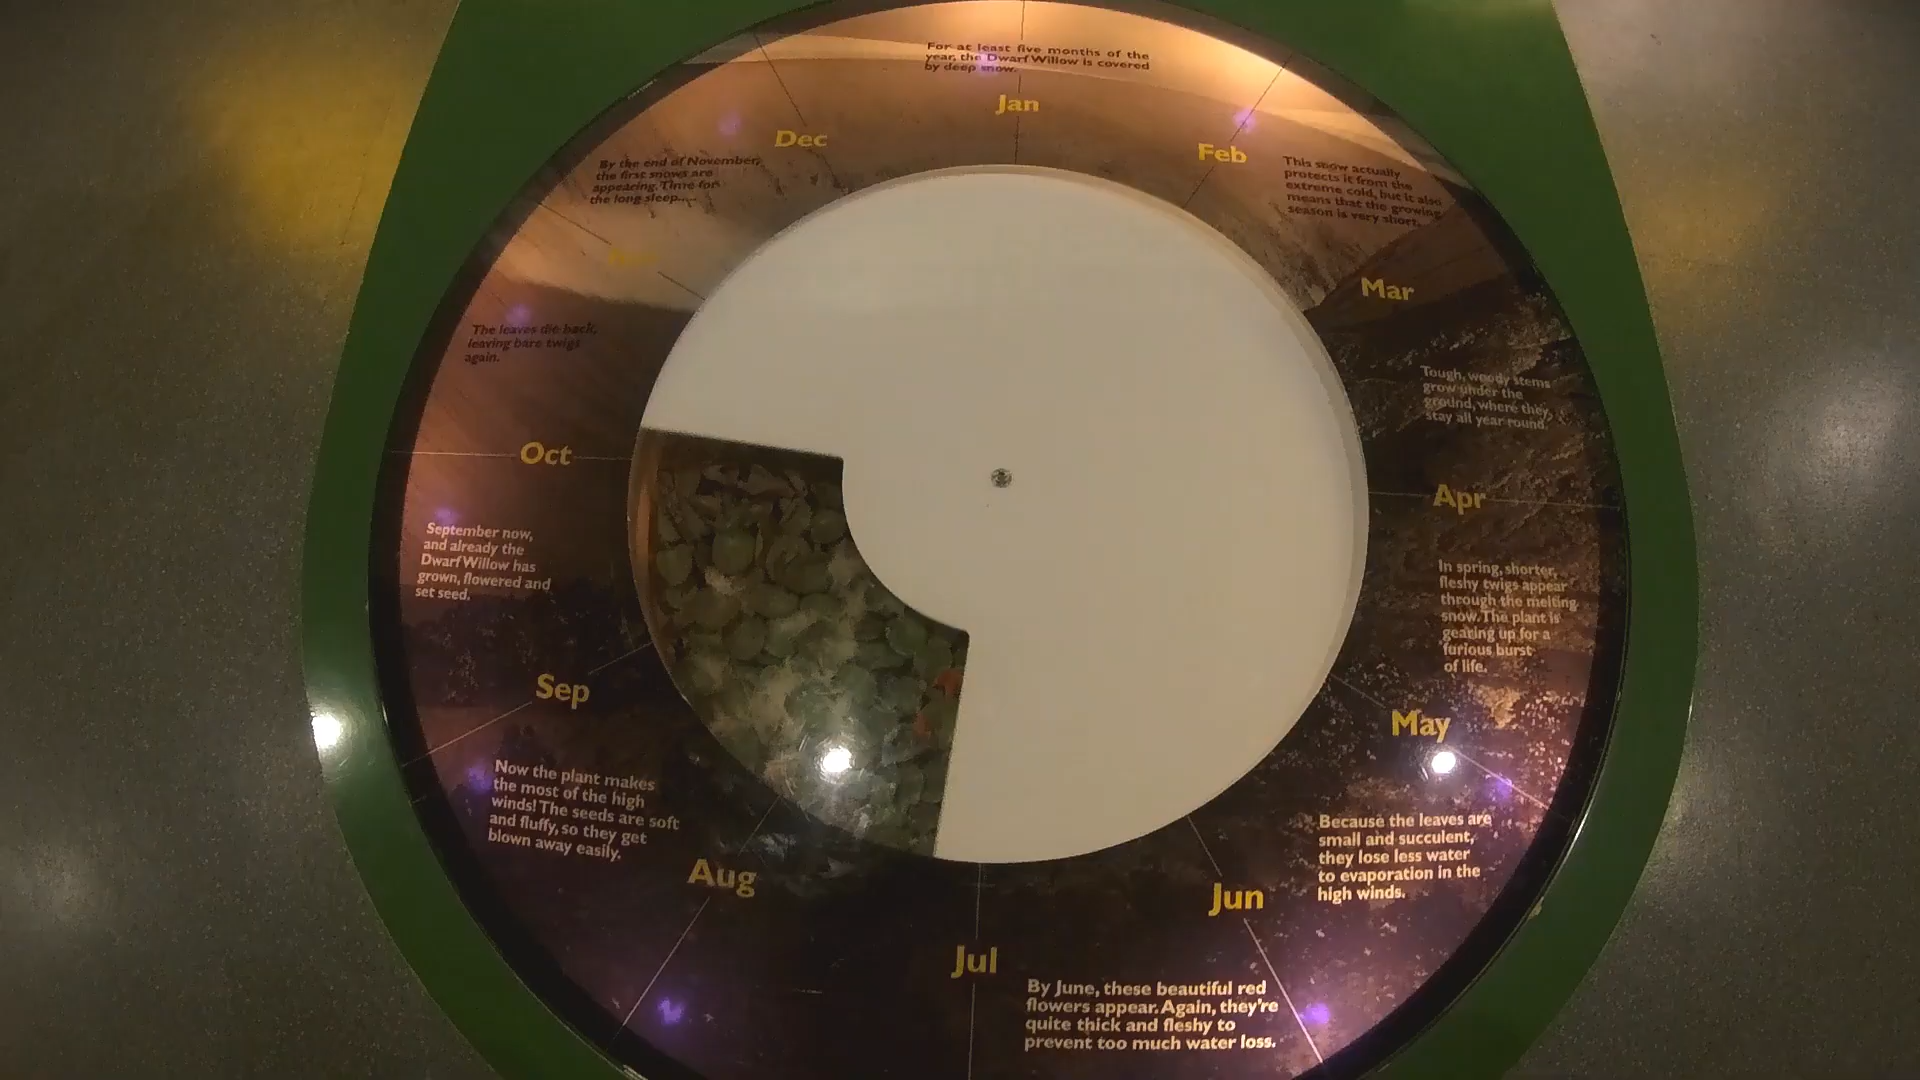 For at least five months of the
year, the Dwarf Willow is covered
by deep snow.
Jan
Feb
This snow actually
protects it from the
extreme cold, but it also
means that the growing
season is very short.
Mar
Tough, woody stems
grow under the
ground, where they
stay all year round.
Apr
In spring, shorter,
fleshy twigs appear
through the melting
snow. The plant is
gearing up for a
furious burst
of life.
May
Because the leaves are
small and succulent,
they lose less water
to evaporation in the
high winds.
Jun
By June, these beautiful red
flowers appear. Again, they're
quite thick and fleshy to
prevent too much water loss.
Jul
Aug
Now the plant makes
the most of the high
winds! The seeds are soft
and fluffy, so they get
blown away easily.
Sep
September now,
and already the
Dwarf Willow has
grown, flowered and
set seed.
Oct
The leaves die back,
leaving bare twigs
again.
Nov
By the end of November,
the first snows are
appearing. Time for
the long sleep....
Dec